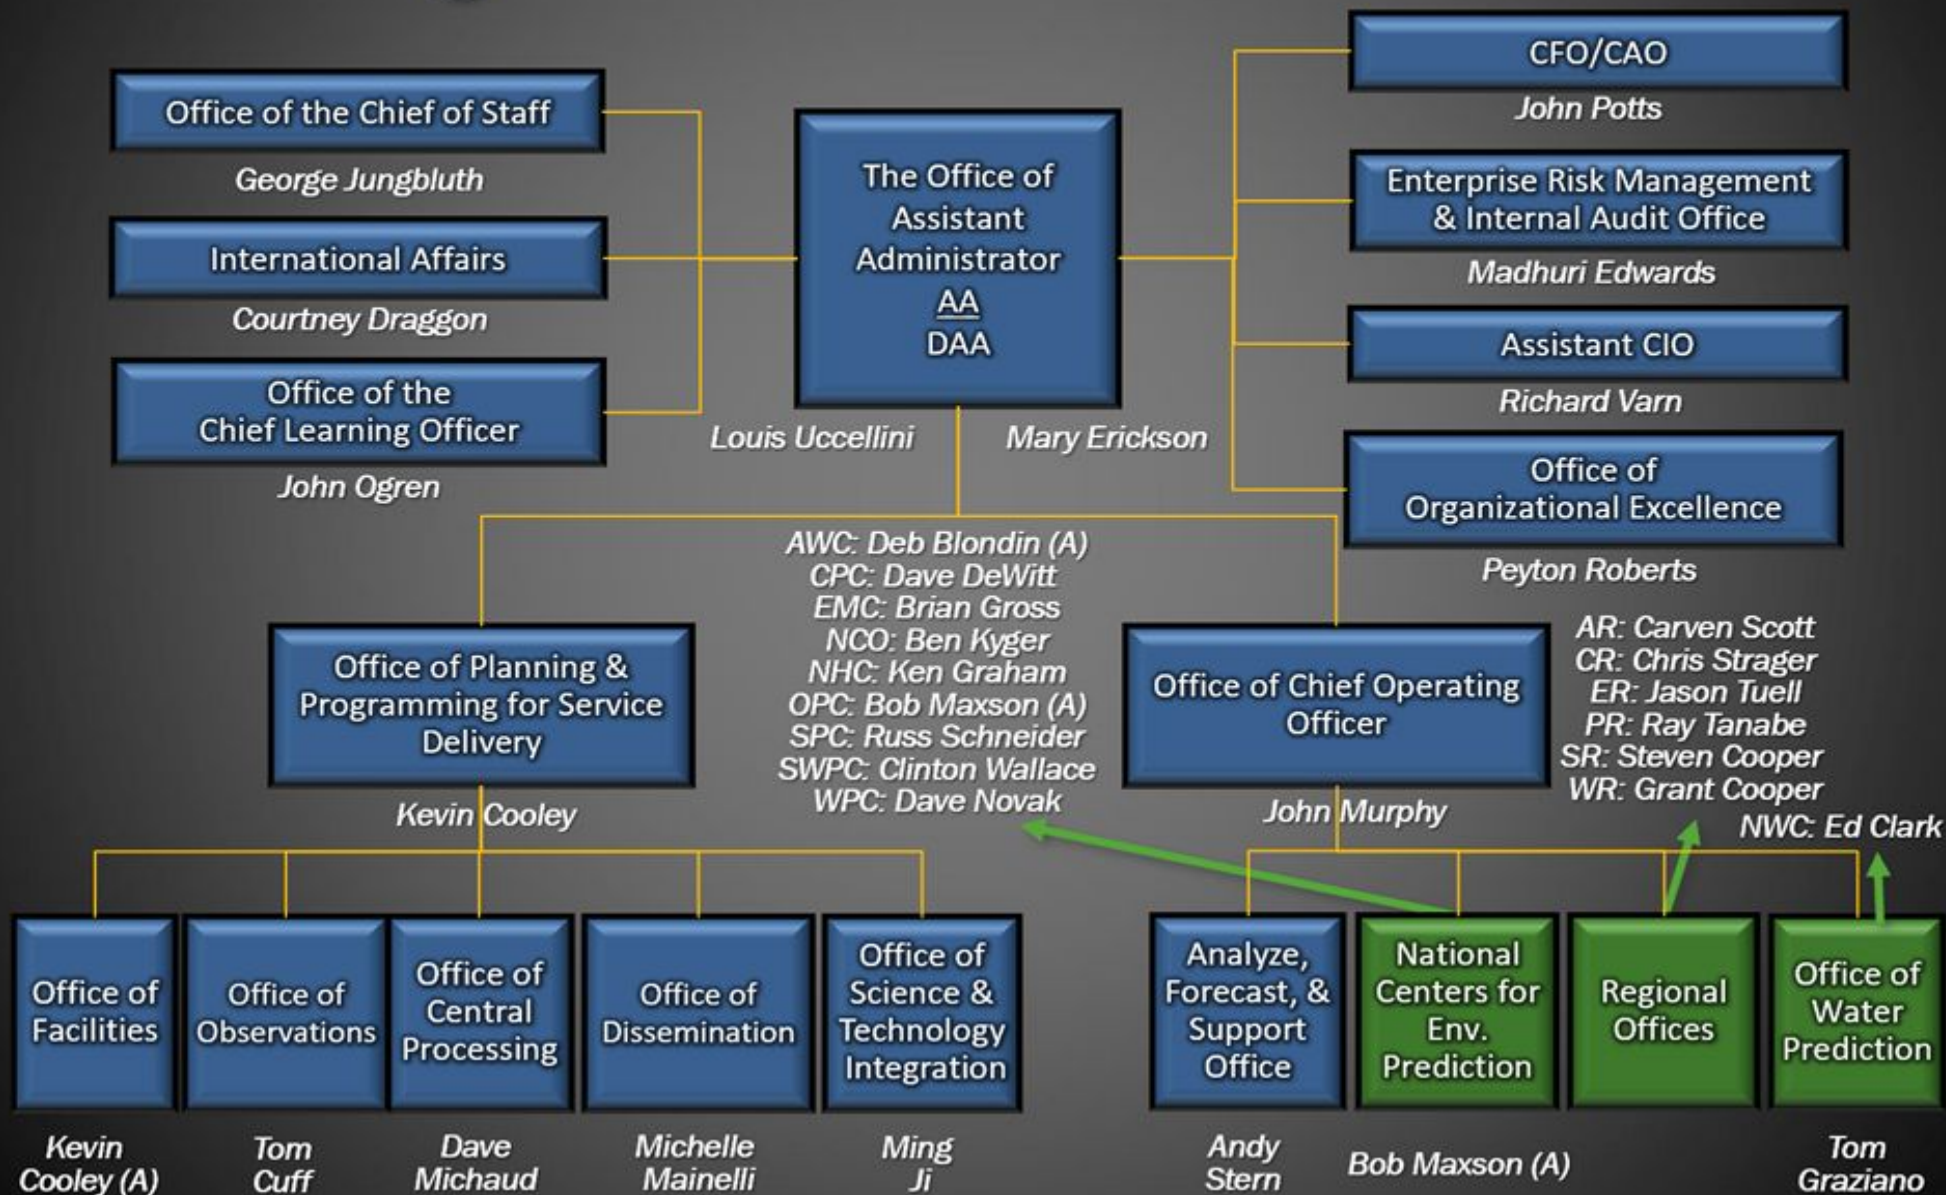 Office of the Chief of Staff
George Jungbluth
International Affairs
Courtney Draggon
Office of the
Chief Learning Officer
John Ogren
The Office of
Assistant
Administrator
AA
DAA
Louis Uccellini
Mary Erickson
CFO/CAO
John Potts
Enterprise Risk Management
& Internal Audit Office
Madhuri Edwards
Assistant CIO
Richard Varn
Office of
Organizational Excellence
Peyton Roberts
Office of Planning &
Programming for Service
Delivery
Kevin Cooley
AWC: Deb Blondin (A)
CPC: Dave DeWitt
EMC: Brian Gross
NCO: Ben Kyger
NHC: Ken Graham
OPC: Bob Maxson (A)
SPC: Russ Schneider
SWPC: Clinton Wallace
WPC: Dave Novak
Office of Chief Operating
Officer
John Murphy
AR: Carven Scott
CR: Chris Strager
ER: Jason Tuell
PR: Ray Tanabe
SR: Steven Cooper
WR: Grant Cooper
NWC: Ed Clark
Office of
Facilities
Kevin
Cooley (A)
Office of
Observations
Tom
Cuff
Office of
Central
Processing
Dave
Michaud
Office of
Dissemination
Michelle
Mainelli
Office of
Science &
Technology
Integration
Ming
Ji
Analyze,
Forecast, &
Support
Office
Andy
Stern
National
Centers for
Env.
Prediction
Bob Maxson (A)
Regional
Offices
Office of
Water
Prediction
Tom
Graziano